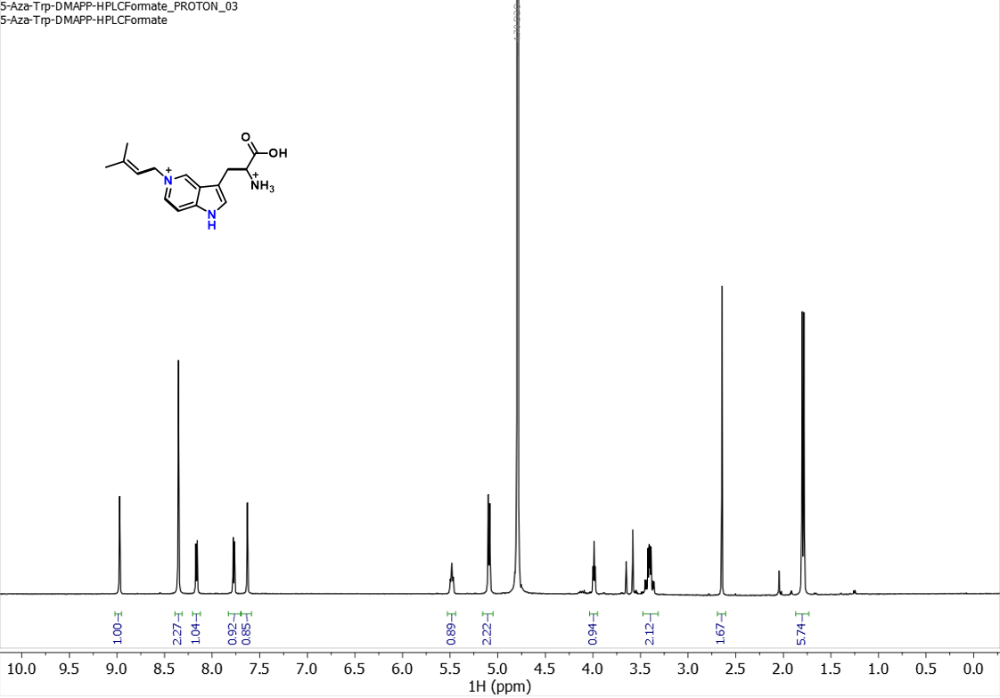 5-Aza-Trp-DMAPP-HPLCFormate_PROTON_03
5-Aza-Trp-DMAPP-HPLCFormate
O
OH
+
N
+
NH3
N
H
1.00
2.27
1.04
0.92
0.85
0.89
2.22
0.94
2.12
1.67
5.74
10.0 9.5 9.0 8.5 8.0 7.5 7.0 6.5 6.0 5.5 5.0 4.5 4.0 3.5 3.0 2.5 2.0 1.5 1.0 0.5 0.0
1H (ppm)